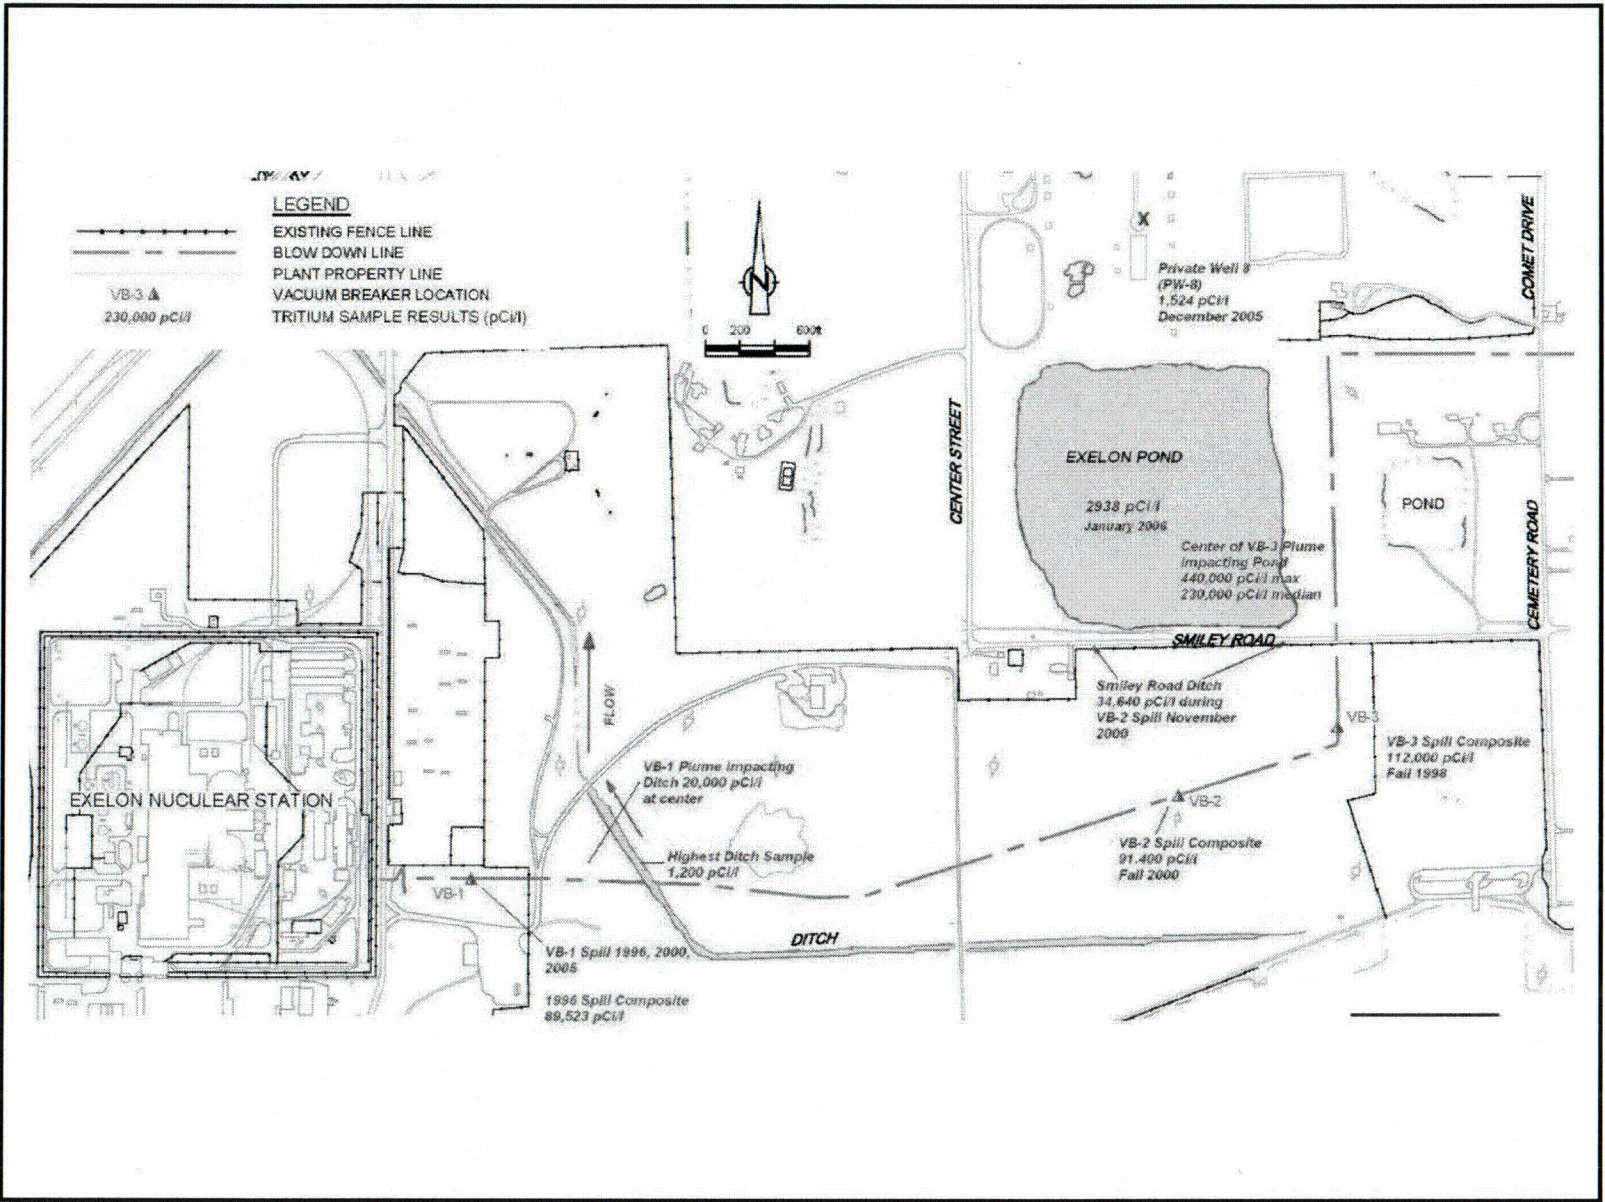 LEGEND
EXISTING FENCE LINE
BLOW DOWN LINE
PLANT PROPERTY LINE
VB-3
VACUUM BREAKER LOCATION
230,000 pCi/l
TRITIUM SAMPLE RESULTS (pCi/l)
N
0 200 600ft
X
Private Well 8
(PW-8)
1,524 pCi/l
December 2005
COMET DRIVE
CENTER STREET
EXELON POND
2938 pCi/l
January 2006
Center of VB-3 Plume
Impacting Pond
440,000 pCi/l max
230,000 pCi/l median
POND
CEMETERY ROAD
SMILEY ROAD
Smiley Road Ditch
34,640 pCi/l during
VB-2 Spill November
2000
VB-3
VB-3 Spill Composite
112,000 pCi/l
Fall 1998
FLOW
VB-1 Plume Impacting
Ditch 20,000 pCi/l
at center
EXELON NUCULEAR STATION
VB-2
VB-2 Spill Composite
91.400 pCi/l
Fall 2000
Highest Ditch Sample
1,200 pCi/l
VB-1
DITCH
VB-1 Spill 1996, 2000,
2005
1996 Spill Composite
89,523 pCi/l